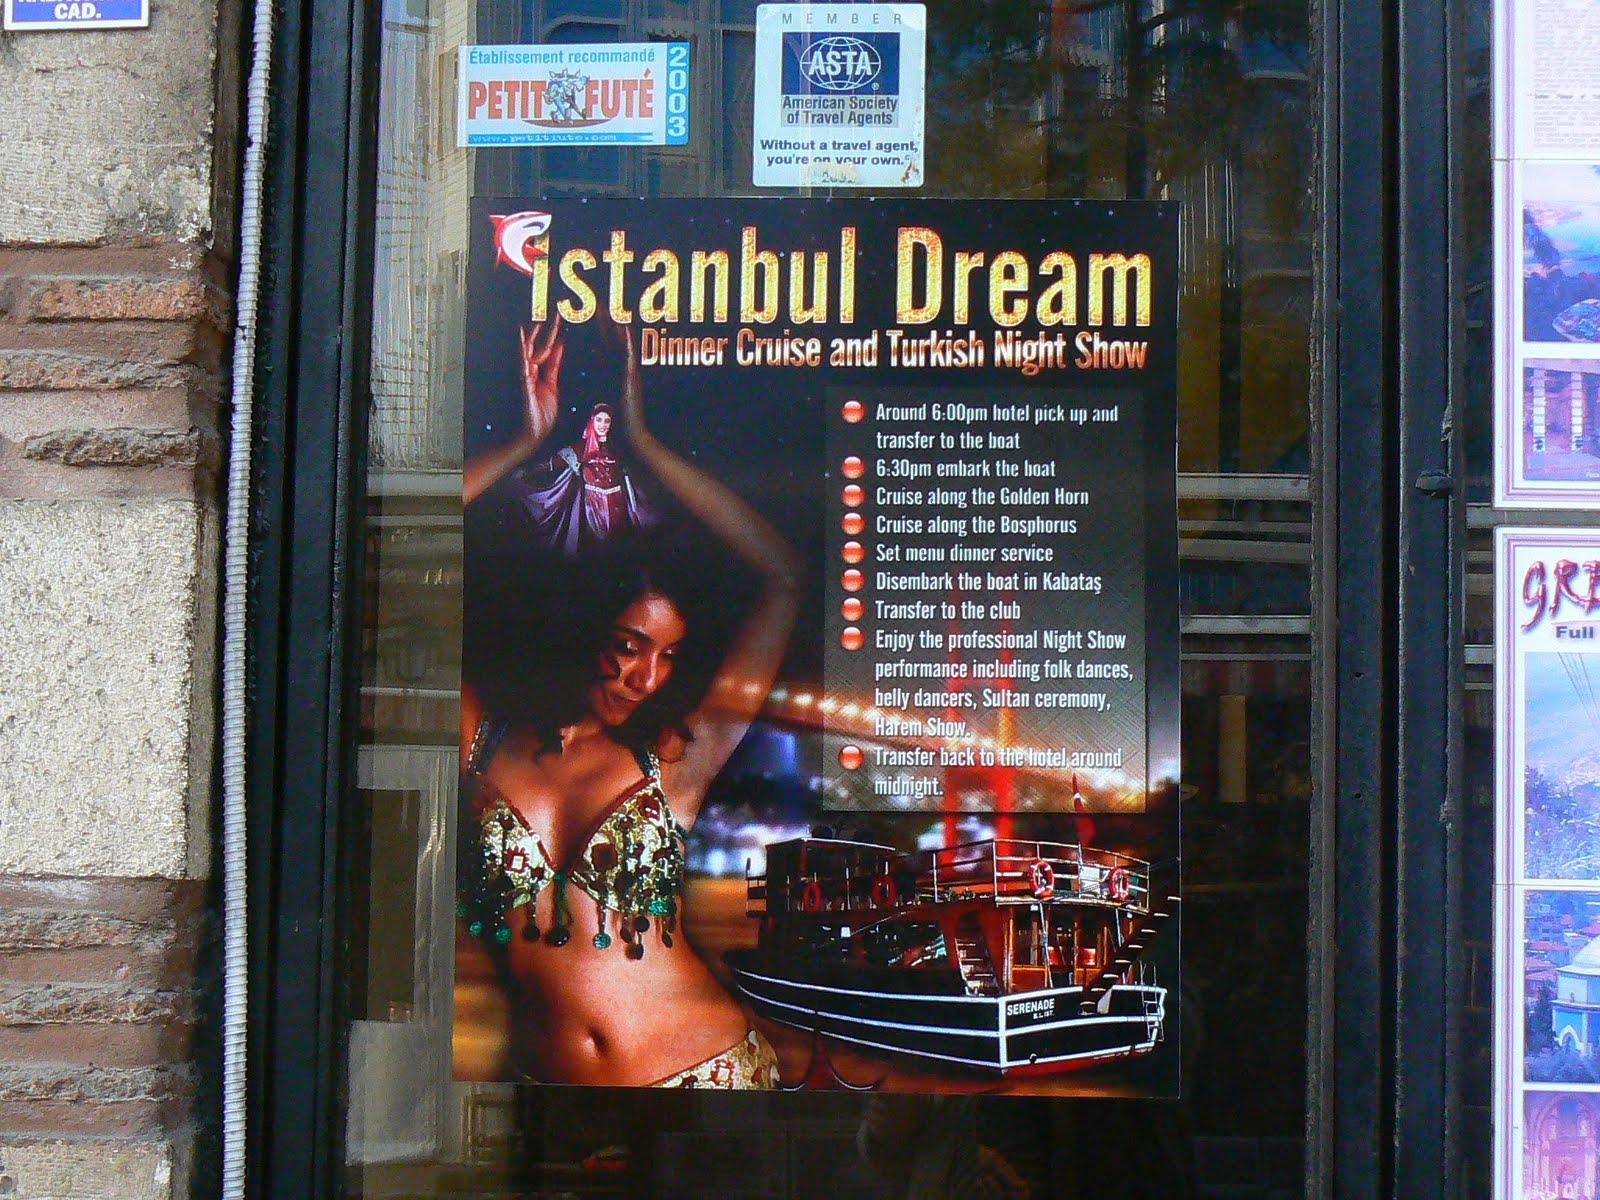 CAD.
Établissement recommandé
PETIT FUTÉ
www.petitfute.com
2003
MEMBER
ASTA
American Society
of Travel Agents
Without a travel agent,
you're on your own.
istanbul Dream
Dinner Cruise and Turkish Night Show
Around 6:00pm hotel pick up and
transfer to the boat
6:30pm embark the boat
Cruise along the Golden Horn
Cruise along the Bosphorus
Set menu dinner service
Disembark the boat in Kabataş
Transfer to the club
Enjoy the professional Night Show
performance including folk dances,
belly dancers, Sultan ceremony,
Harem Show.
Transfer back to the hotel around
midnight.
SERENADE
Full